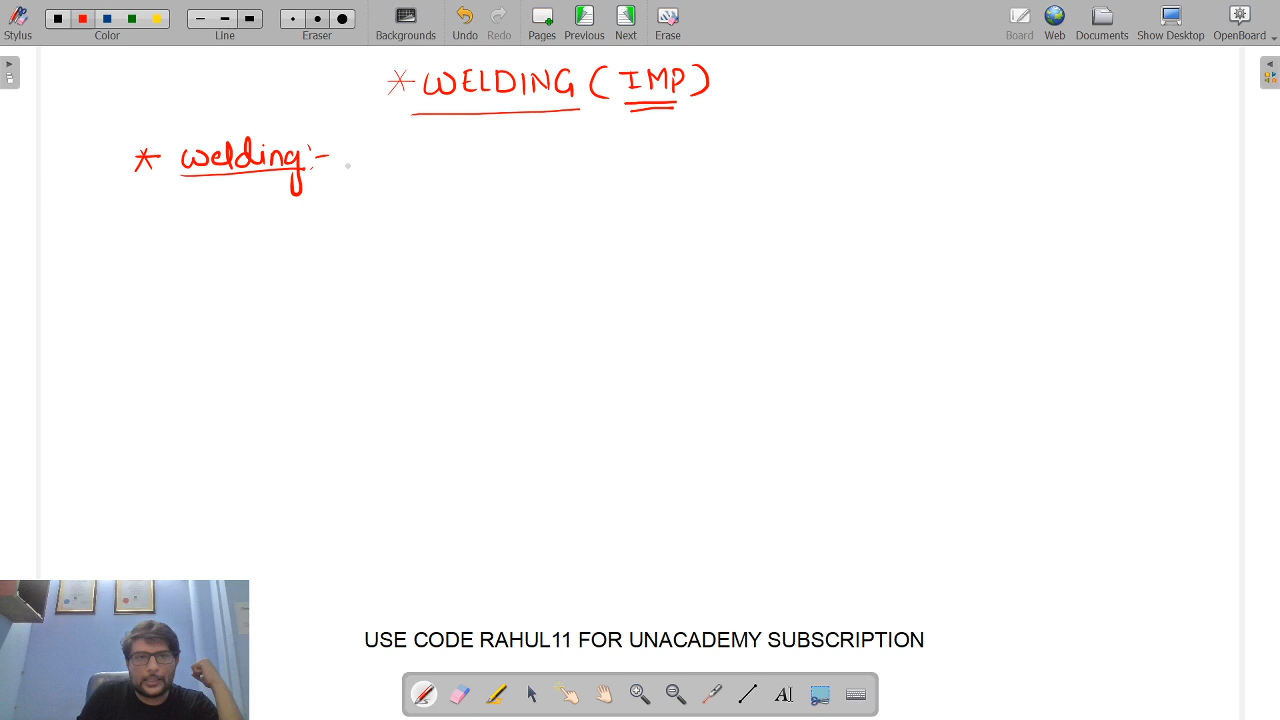 Stylus Color Line Eraser Backgrounds Undo Redo Pages Previous Next Erase Board Web Documents Show Desktop OpenBoard
* WELDING (IMP)
* welding:-
USE CODE RAHUL11 FOR UNACADEMY SUBSCRIPTION